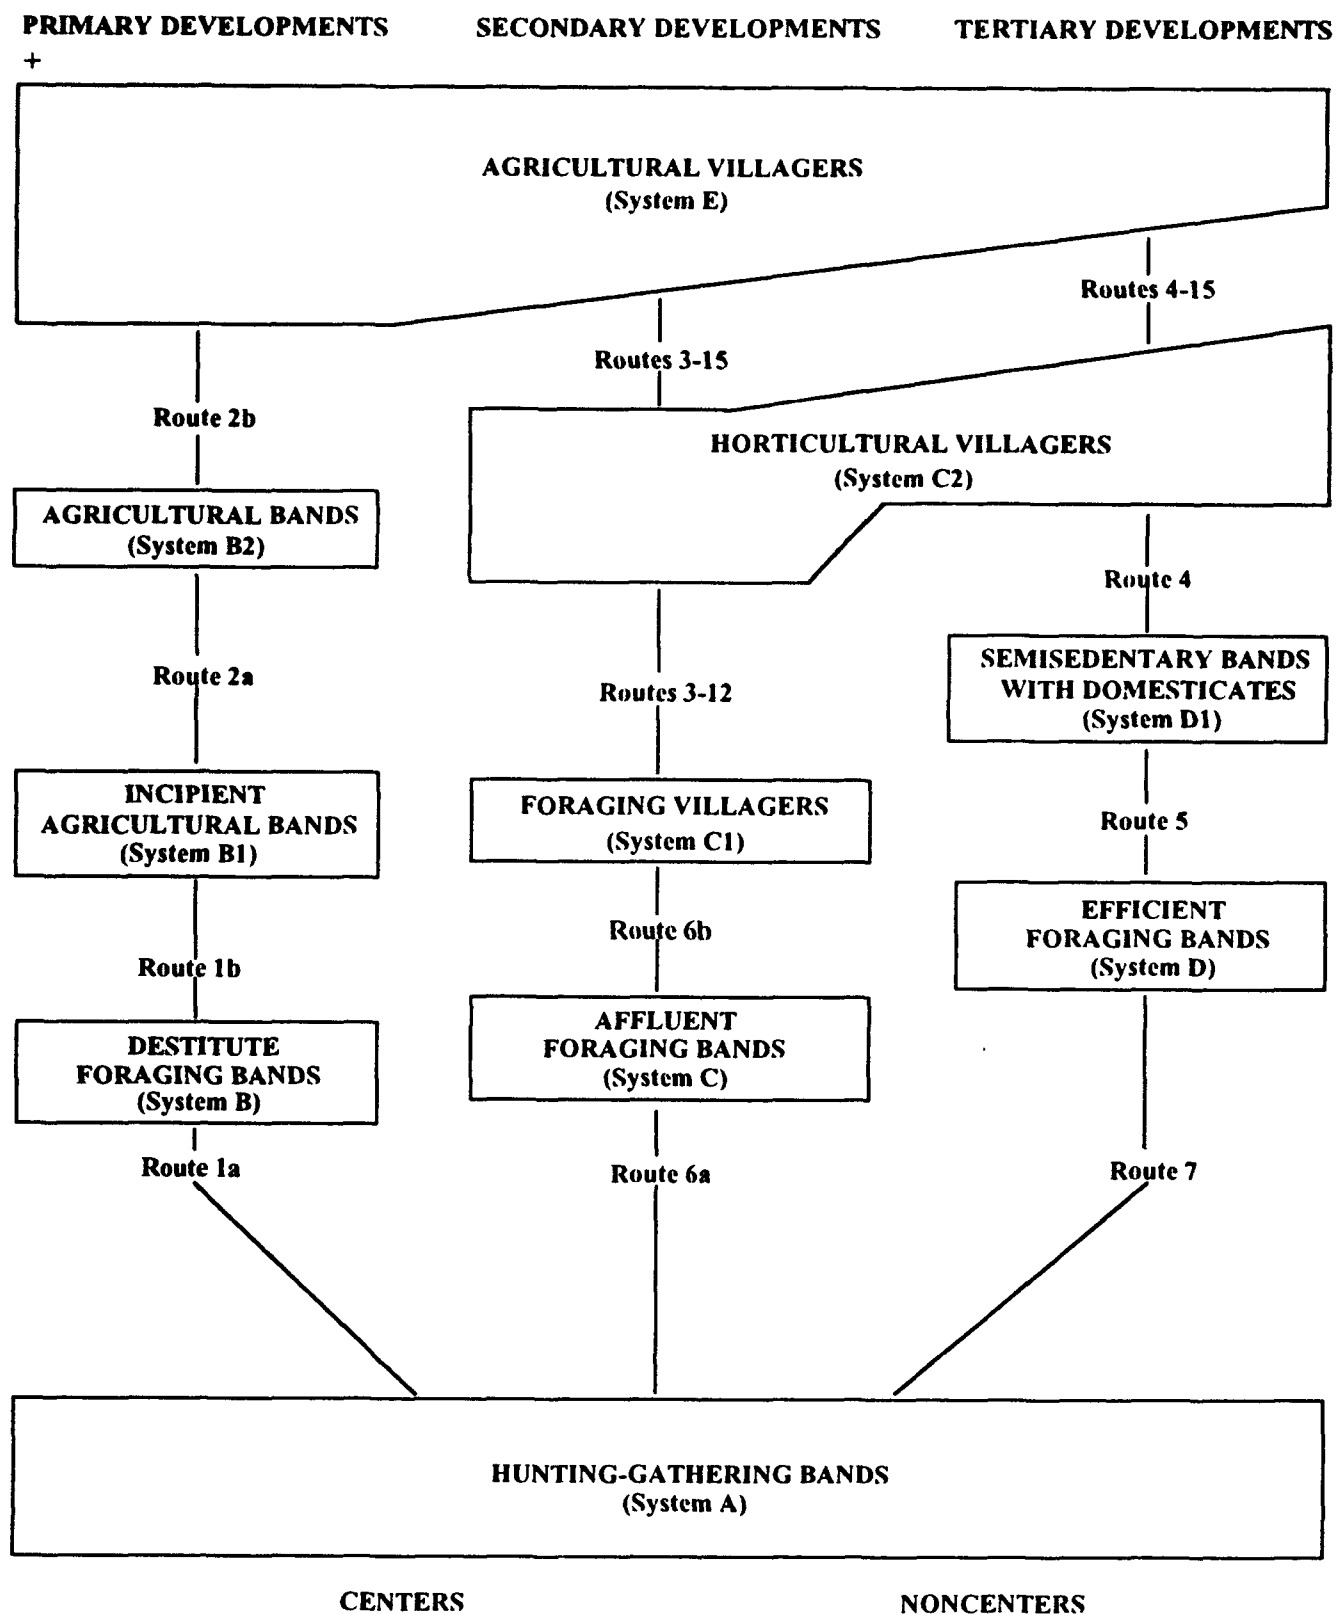 PRIMARY DEVELOPMENTS
SECONDARY DEVELOPMENTS
TERTIARY DEVELOPMENTS
+
AGRICULTURAL VILLAGERS
(System E)
Routes 4-15
Routes 3-15
Route 2b
HORTICULTURAL VILLAGERS
(System C2)
AGRICULTURAL BANDS
(System B2)
Route 4
Route 2a
SEMISEDENTARY BANDS
WITH DOMESTICATES
(System D1)
Routes 3-12
INCIPIENT
AGRICULTURAL BANDS
(System B1)
FORAGING VILLAGERS
(System C1)
Route 5
Route 1b
Route 6b
EFFICIENT
FORAGING BANDS
(System D)
DESTITUTE
FORAGING BANDS
(System B)
AFFLUENT
FORAGING BANDS
(System C)
Route 1a
Route 6a
Route 7
HUNTING-GATHERING BANDS
(System A)
CENTERS
NONCENTERS